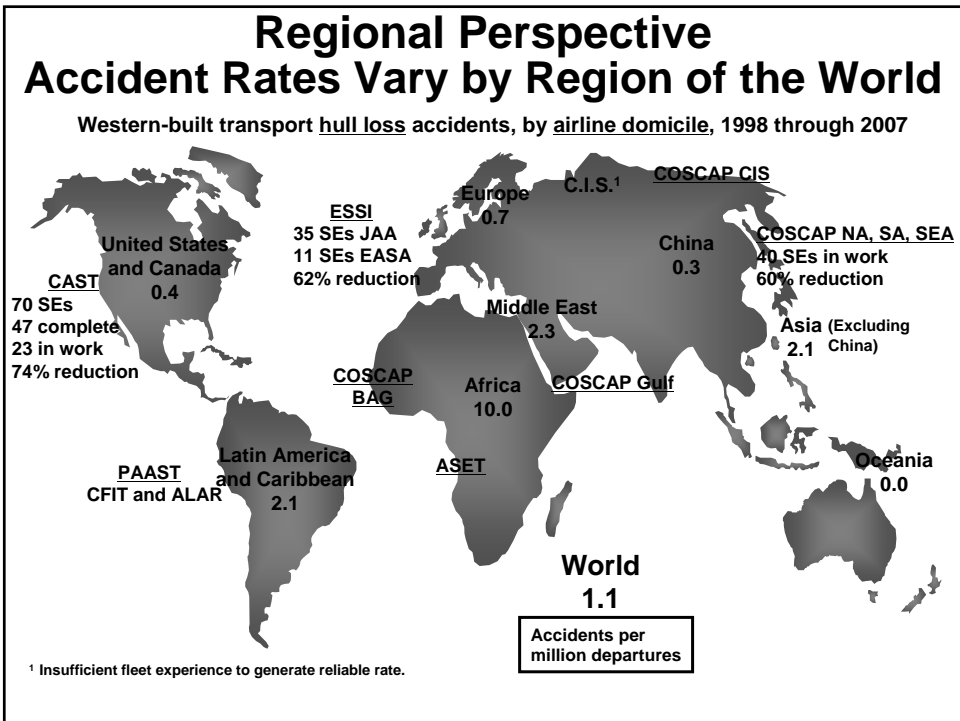 Regional Perspective
Accident Rates Vary by Region of the World
Western-built transport hull loss accidents, by airline domicile, 1998 through 2007
United States
and Canada
0.4
CAST
70 SEs
47 complete
23 in work
74% reduction
ESSI
35 SEs JAA
11 SEs EASA
62% reduction
Europe
0.7
C.I.S.¹
COSCAP CIS
China
0.3
COSCAP NA, SA, SEA
40 SEs in work
60% reduction
Middle East
2.3
Asia (Excluding
2.1 China)
COSCAP
BAG
Africa
10.0
COSCAP Gulf
Latin America
and Caribbean
2.1
PAAST
CFIT and ALAR
ASET
Oceania
0.0
World
1.1
Accidents per
million departures
¹ Insufficient fleet experience to generate reliable rate.